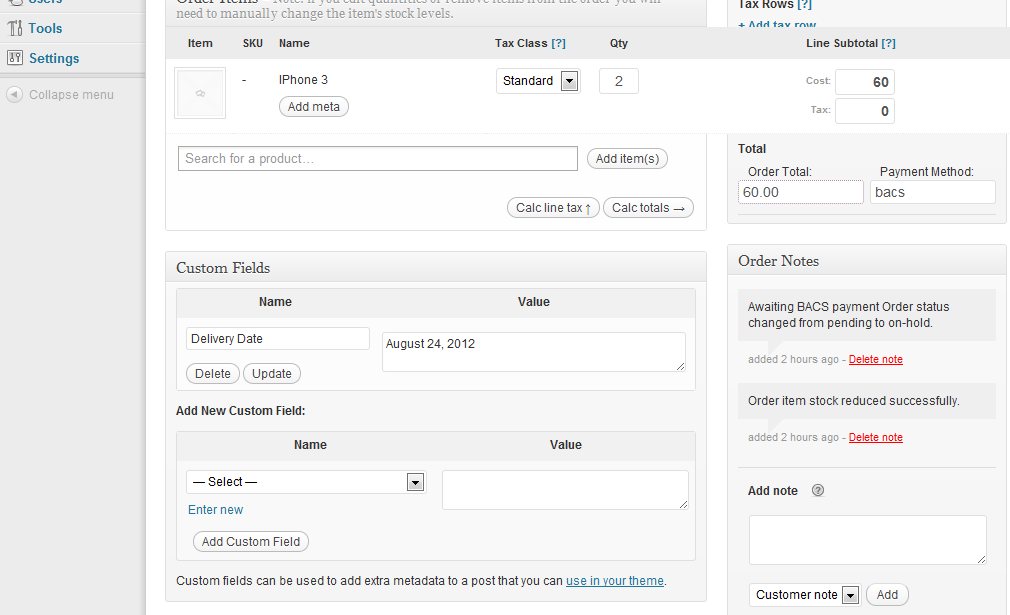 Users
Tools
Settings
Collapse menu
Order Items – Note: if you edit quantities or remove items from the order you will
need to manually change the item's stock levels.
Item SKU Name Tax Class [?] Qty
- IPhone 3 Standard 2
Add meta
Search for a product... Add item(s)
Calc line tax ↑ Calc totals →
Custom Fields
Name Value
Delivery Date August 24, 2012
Delete Update
Add New Custom Field:
Name Value
— Select —
Enter new
Add Custom Field
Custom fields can be used to add extra metadata to a post that you can use in your theme.
Tax Rows [?]
+ Add tax row
Line Subtotal [?]
Cost: 60
Tax: 0
Total
Order Total: Payment Method:
60.00 bacs
Order Notes
Awaiting BACS payment Order status
changed from pending to on-hold.
added 2 hours ago - Delete note
Order item stock reduced successfully.
added 2 hours ago - Delete note
Add note ?
Customer note Add